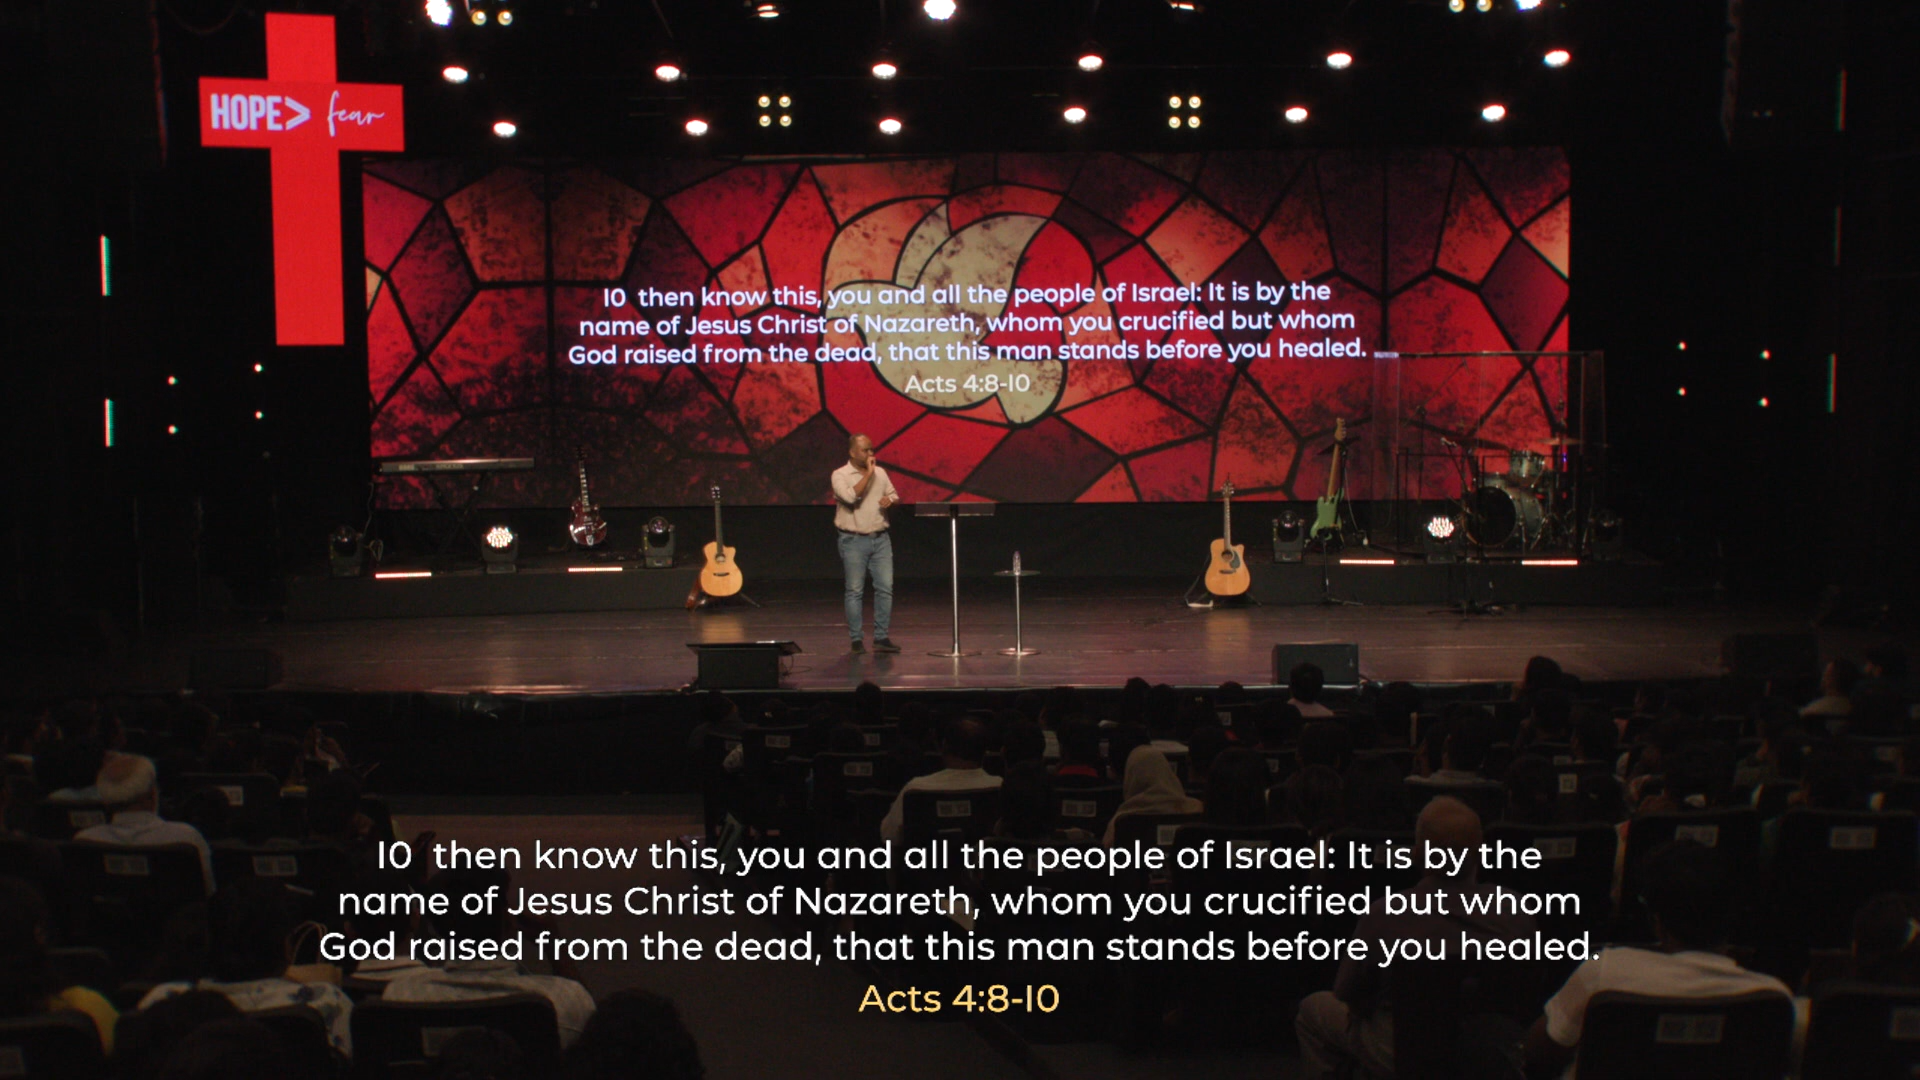 HOPE> fear
10 then know this, you and all the people of Israel: It is by the
name of Jesus Christ of Nazareth, whom you crucified but whom
God raised from the dead, that this man stands before you healed.
Acts 4:8-10
10 then know this, you and all the people of Israel: It is by the
name of Jesus Christ of Nazareth, whom you crucified but whom
God raised from the dead, that this man stands before you healed.
Acts 4:8-10